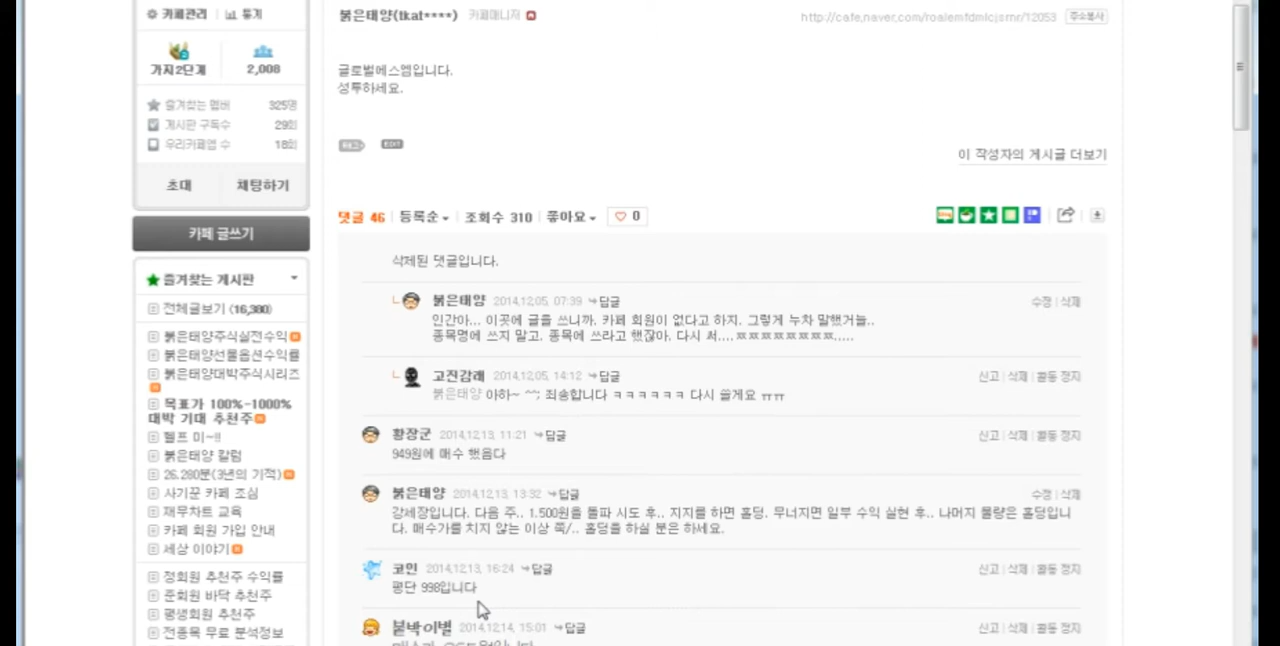 카페관리 통계
붉은태양(tkaf****) 카페매니저
http://cafe.naver.com/roalemfdmlcjsrnr/12053 주소복사
가지2단계 2,008
글로벌에스엠입니다.
성투하세요.
즐겨찾는 멤버 325명
게시판 구독수 29회
우리카페앱 수 18회
태그 EDIT
이 작성자의 게시글 더보기
초대 채팅하기
카페 글쓰기
댓글 46 등록순 조회수 310 좋아요 0
삭제된 댓글입니다.
즐겨찾는 게시판
전체글보기 (16,380)
붉은태양주식실전수익
붉은태양선물옵션수익률
붉은태양대박주식시리즈
목표가 100%-1000%
대박 기대 추천주
헬프 미~!!
붉은태양 칼럼
26,280분(3년의 기적)
사기꾼 카페 조심
재무차트 교육
카페 회원 가입 안내
세상 이야기
정회원 추천주 수익률
준회원 바닥 추천주
평생회원 추천주
전종목 무료 분석정보
붉은태양 2014.12.05. 07:39 답글 수정 삭제
인간아... 이곳에 글을 쓰니까. 카페 회원이 없다고 하지. 그렇게 누차 말했거늘..
종목명에 쓰지 말고. 종목에 쓰라고 했잖아. 다시 써....ㅉㅉㅉㅉㅉㅉㅉㅉ.....
고진감래 2014.12.05. 14:12 답글 신고 삭제 활동정지
붉은태양 아하~ ^^; 죄송합니다 ㅋㅋㅋㅋㅋㅋ 다시 쓸게요 ㅠㅠ
황장군 2014.12.13. 11:21 답글 신고 삭제 활동정지
949원에 매수 했음다
붉은태양 2014.12.13. 13:32 답글 수정 삭제
강세장입니다. 다음 주.. 1.500원을 돌파 시도 후.. 지지를 하면 홀딩. 무너지면 일부 수익 실현 후.. 나머지 물량은 홀딩입니
다. 매수가를 치지 않는 이상 쭉/.. 홀딩을 하실 분은 하세요.
코인 2014.12.13. 16:24 답글 신고 삭제 활동정지
평단 998입니다
붙박이별 2014.12.14. 15:01 답글 신고 삭제 활동정지